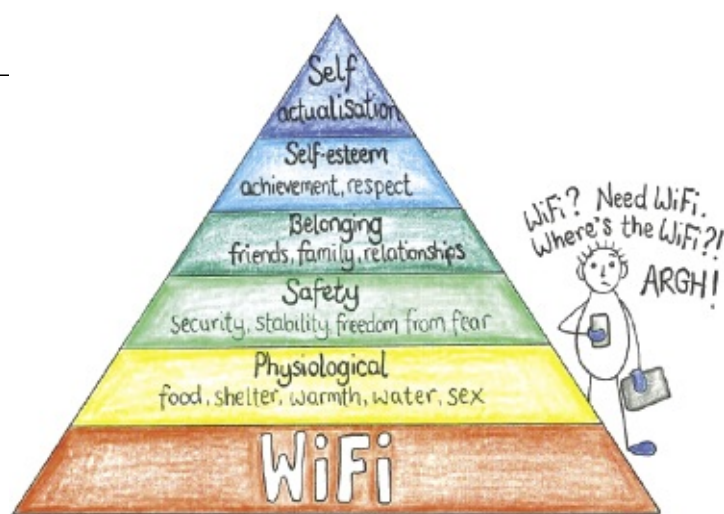 Self
actualisation
Self-esteem
achievement, respect
Belonging
friends, family, relationships
Safety
security, stability, freedom from fear
Physiological
food, shelter, warmth, water, sex
WiFi
WiFi? Need WiFi.
Where's the WiFi?!
ARGH!